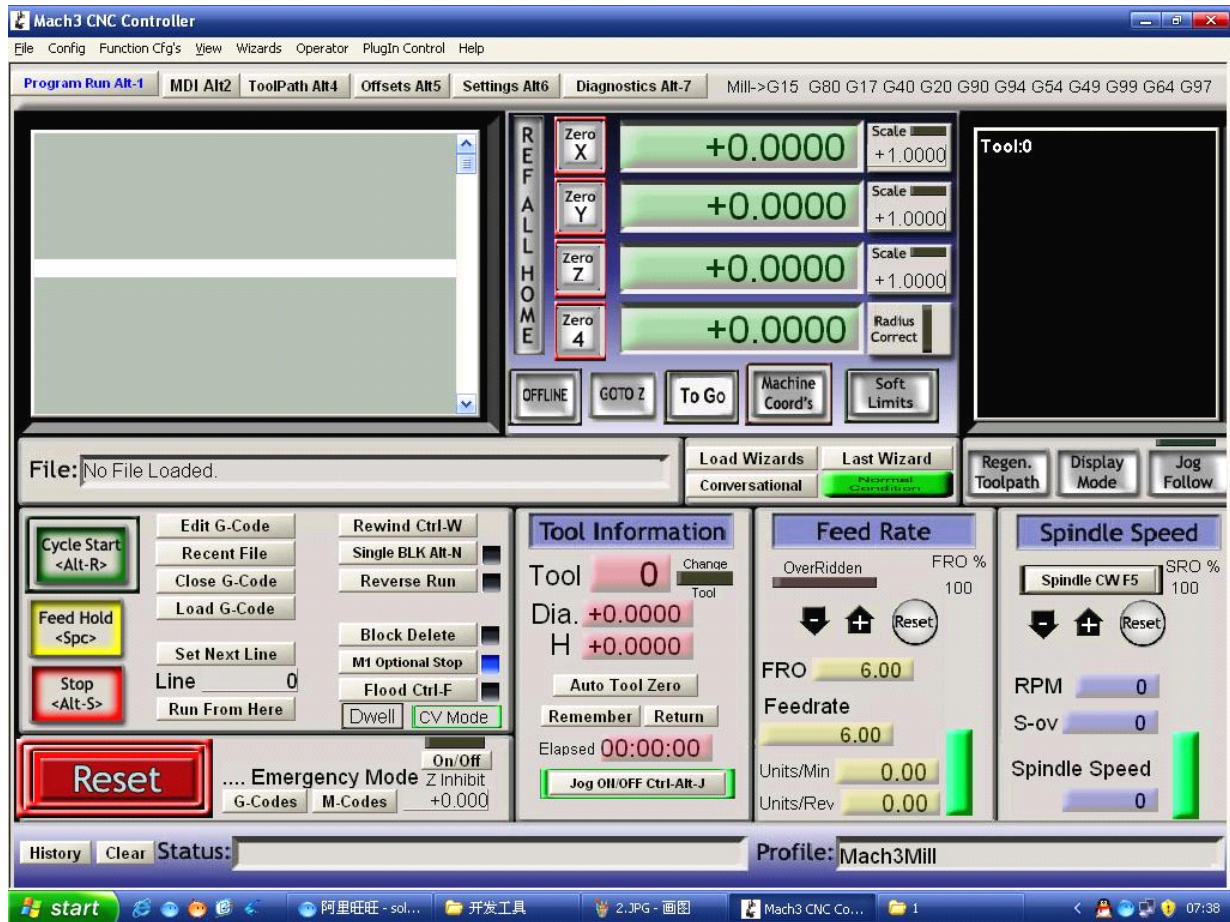 Mach3 CNC Controller
File Config Function Cfg's View Wizards Operator PlugIn Control Help
Program Run Alt-1 MDI Alt2 ToolPath Alt4 Offsets Alt5 Settings Alt6 Diagnostics Alt-7 Mill->G15 G80 G17 G40 G20 G90 G94 G54 G49 G99 G64 G97
REF ALL HOME
Zero X +0.0000 Scale +1.0000
Zero Y +0.0000 Scale +1.0000
Zero Z +0.0000 Scale +1.0000
Zero 4 +0.0000 Radius Correct
OFFLINE GOTO Z To Go Machine Coord's Soft Limits
Tool:0
File: No File Loaded.
Load Wizards Last Wizard
Conversational Normal Condition
Regen. Toolpath Display Mode Jog Follow
Cycle Start <Alt-R>
Feed Hold <Spc>
Stop <Alt-S>
Edit G-Code Rewind Ctrl-W
Recent File Single BLK Alt-N
Close G-Code Reverse Run
Load G-Code
Block Delete
Set Next Line M1 Optional Stop
Line 0 Flood Ctrl-F
Run From Here Dwell CV Mode
Reset
.... Emergency Mode
On/Off
Z Inhibit
G-Codes M-Codes +0.000
Tool Information
Tool 0 Change Tool
Dia. +0.0000
H +0.0000
Auto Tool Zero
Remember Return
Elapsed 00:00:00
Jog ON/OFF Ctrl-Alt-J
Feed Rate
OverRidden FRO %
100
Reset
FRO 6.00
Feedrate
6.00
Units/Min 0.00
Units/Rev 0.00
Spindle Speed
Spindle CW F5 SRO %
100
Reset
RPM 0
S-ov 0
Spindle Speed
0
History Clear Status: Profile: Mach3Mill
start 阿里旺旺 - sol... 开发工具 2.JPG - 画图 Mach3 CNC Co... 1 07:38